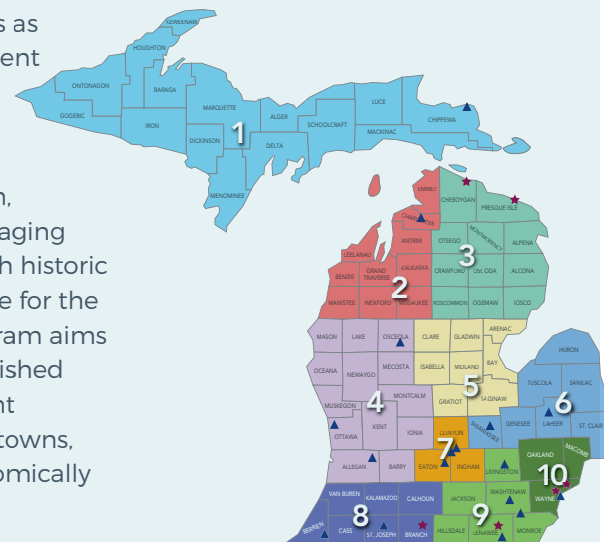 s as
ent
n,
aging
h historic
e for the
ram aims
ished
nt
towns,
omically
KEWEENAW
HOUGHTON
ONTONAGON
BARAGA
GOGEBIC
IRON
MARQUETTE
DICKINSON
1
MENOMINEE
ALGER
DELTA
SCHOOLCRAFT
LUCE
MACKINAC
CHIPPEWA
EMMET
CHEBOYGAN
PRESQUE ISLE
ANTRIM
OTSEGO
MONTMORENCY
ALPENA
LEELANAU
3
BENZIE
GRAND
TRAVERSE
KALKASKA
CRAWFORD
OSCODA
ALCONA
2
MANISTEE
WEXFORD
MISSAUKEE
ROSCOMMON
OGEMAW
IOSCO
MASON
LAKE
OSCEOLA
CLARE
GLADWIN
ARENAC
HURON
OCEANA
NEWAYGO
MECOSTA
ISABELLA
MIDLAND
BAY
5
TUSCOLA
SANILAC
MUSKEGON
4
MONTCALM
GRATIOT
SAGINAW
6
OTTAWA
KENT
IONIA
CLINTON
SHIAWASSEE
GENESEE
LAPEER
ST. CLAIR
7
ALLEGAN
BARRY
EATON
INGHAM
LIVINGSTON
OAKLAND
MACOMB
10
VAN BUREN
KALAMAZOO
CALHOUN
JACKSON
WASHTENAW
WAYNE
8
9
BERRIEN
CASS
ST. JOSEPH
BRANCH
HILLSDALE
LENAWEE
MONROE